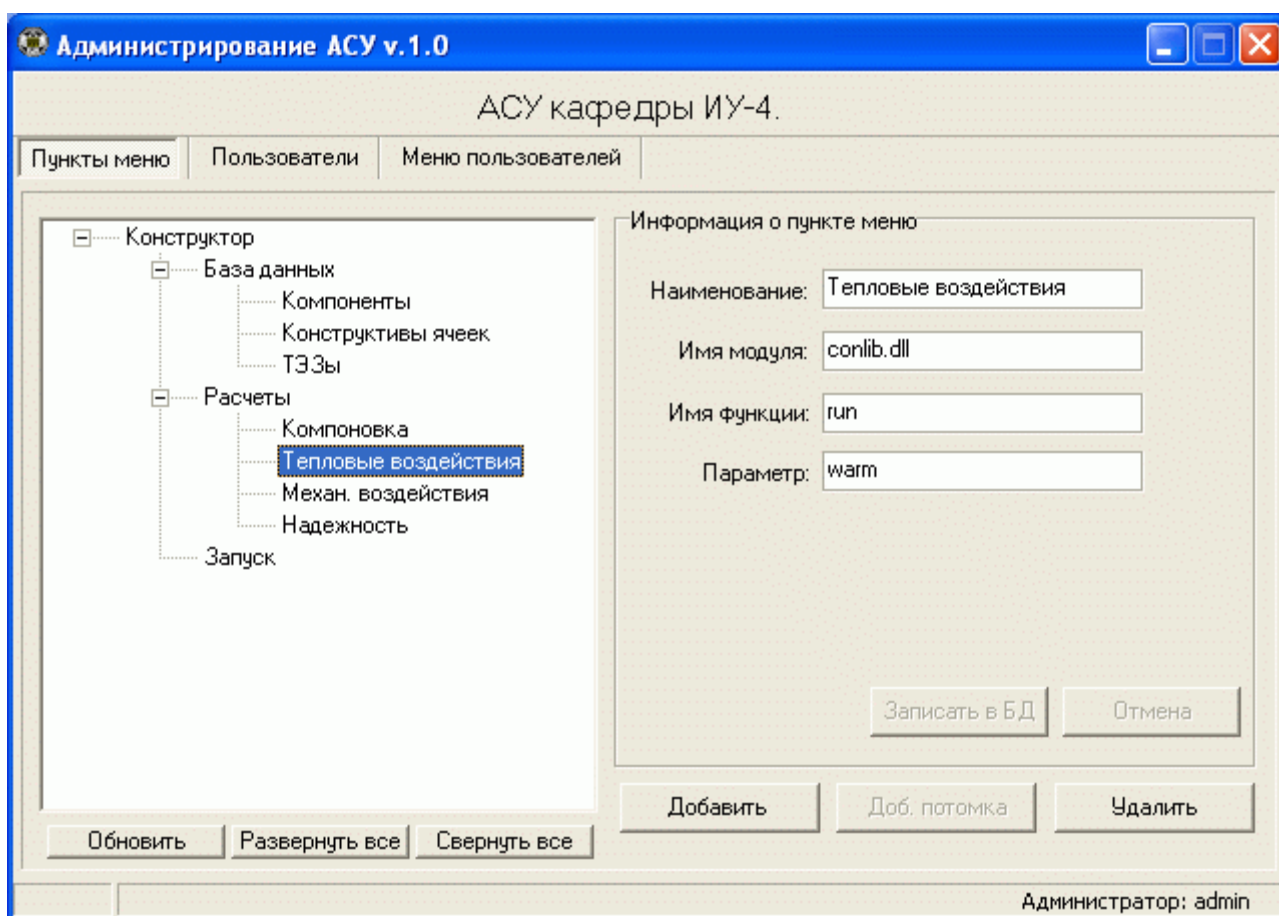 Администрирование АСУ v.1.0
АСУ кафедры ИУ-4.
Пункты меню Пользователи Меню пользователей
Конструктор
База данных
Компоненты
Конструктивы ячеек
ТЭЗы
Расчеты
Компоновка
Тепловые воздействия
Механ. воздействия
Надежность
Запуск
Обновить Развернуть все Свернуть все
Информация о пункте меню
Наименование: Тепловые воздействия
Имя модуля: conlib.dll
Имя функции: run
Параметр: warm
Записать в БД Отмена
Добавить Доб. потомка Удалить
Администратор: admin